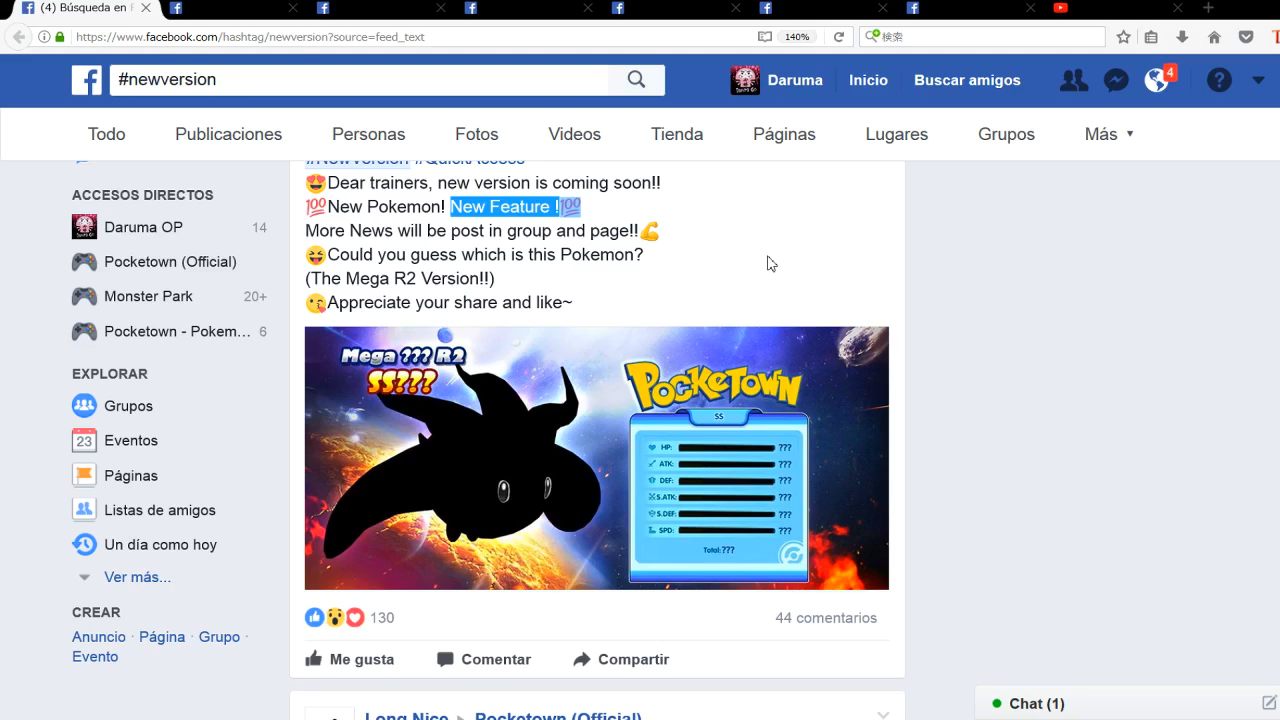 (4) Búsqueda en F
https://www.facebook.com/hashtag/newversion?source=feed_text
140%
検索
#newversion
Daruma
Inicio
Buscar amigos
4
Todo
Publicaciones
Personas
Fotos
Videos
Tienda
Páginas
Lugares
Grupos
Más
ACCESOS DIRECTOS
Daruma OP 14
Pocketown (Official)
Monster Park 20+
Pocketown - Pokem... 6
EXPLORAR
Grupos
23 Eventos
Páginas
Listas de amigos
Un día como hoy
Ver más...
CREAR
Anuncio · Página · Grupo ·
Evento
#NewVersion #QuickAccess
😍Dear trainers, new version is coming soon!!
💯New Pokemon! New Feature !💯
More News will be post in group and page!!💪
😝Could you guess which is this Pokemon?
(The Mega R2 Version!!)
😘Appreciate your share and like~
Mega ??? R2
SS???
POCKETOWN
SS
HP: ???
ATK: ???
DEF: ???
S.ATK: ???
S.DEF: ???
SPD: ???
Total: ???
130
44 comentarios
Me gusta
Comentar
Compartir
Long Nice ▶ Pocketown (Official)
Chat (1)